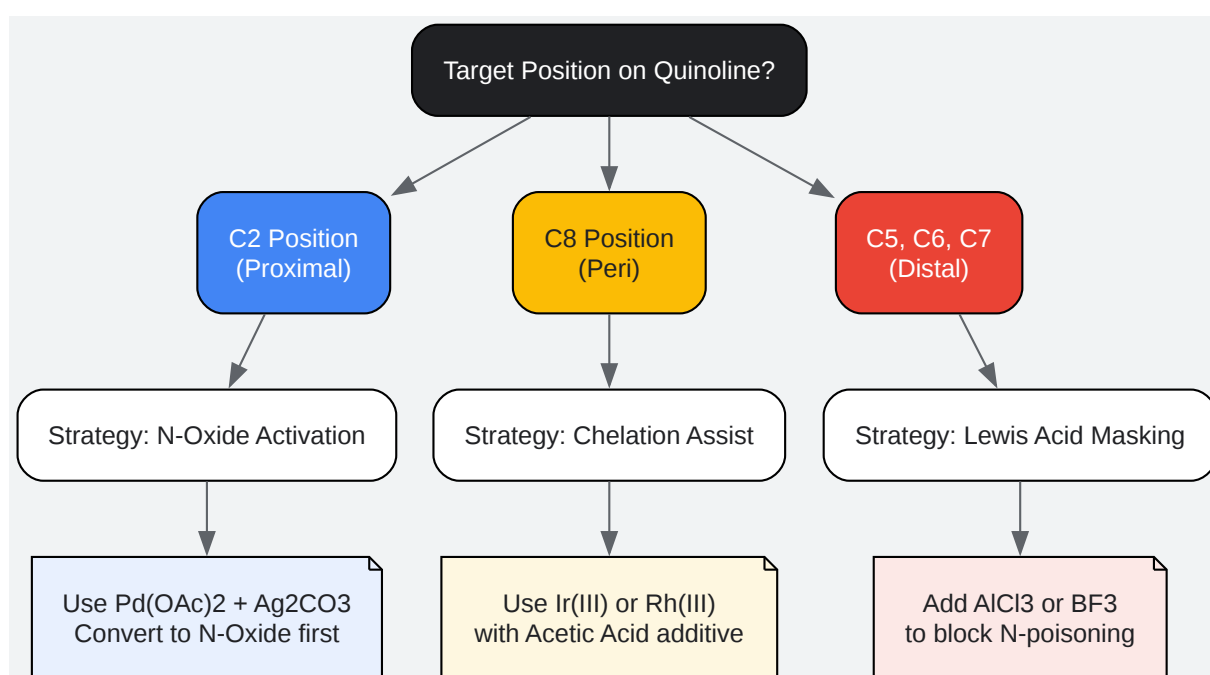 Target Position on Quinoline?
C2 Position
(Proximal)
C8 Position
(Peri)
C5, C6, C7
(Distal)
Strategy: N-Oxide Activation
Strategy: Chelation Assist
Strategy: Lewis Acid Masking
Use Pd(OAc)2 + Ag2CO3
Convert to N-Oxide first
Use Ir(III) or Rh(III)
with Acetic Acid additive
Add AlCl3 or BF3
to block N-poisoning